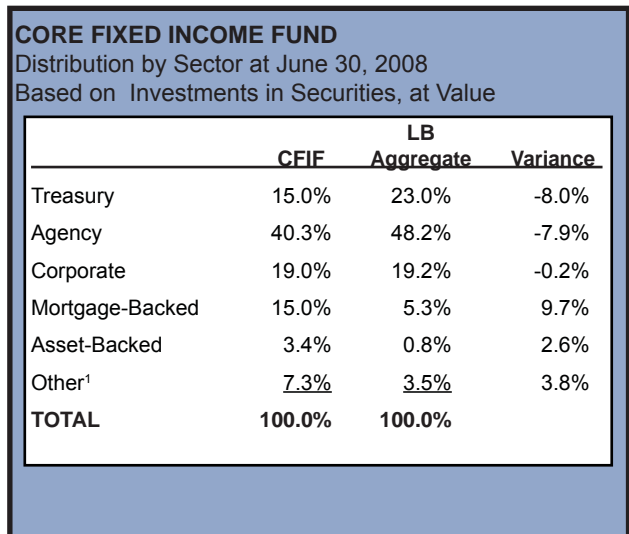 CORE FIXED INCOME FUND
Distribution by Sector at June 30, 2008
Based on Investments in Securities, at Value
LB
CFIF Aggregate Variance
Treasury 15.0% 23.0% -8.0%
Agency 40.3% 48.2% -7.9%
Corporate 19.0% 19.2% -0.2%
Mortgage-Backed 15.0% 5.3% 9.7%
Asset-Backed 3.4% 0.8% 2.6%
Other¹ 7.3% 3.5% 3.8%
TOTAL 100.0% 100.0%